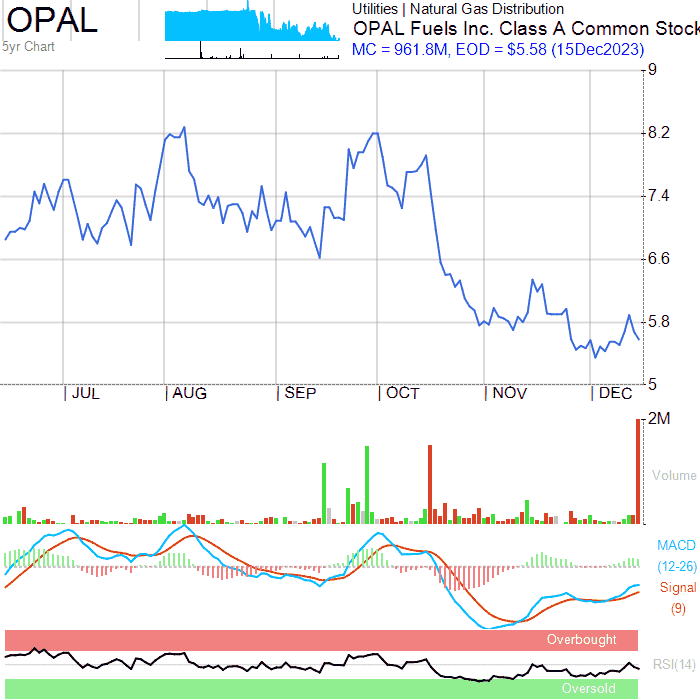 OPAL
5yr Chart
Utilities | Natural Gas Distribution
OPAL Fuels Inc. Class A Common Stock
MC = 961.8M, EOD = $5.58 (15Dec2023)
9
8.2
7.4
6.6
5.8
5
JUL AUG SEP OCT NOV DEC
2M
Volume
MACD
(12-26)
Signal
(9)
Overbought
RSI(14)
Oversold